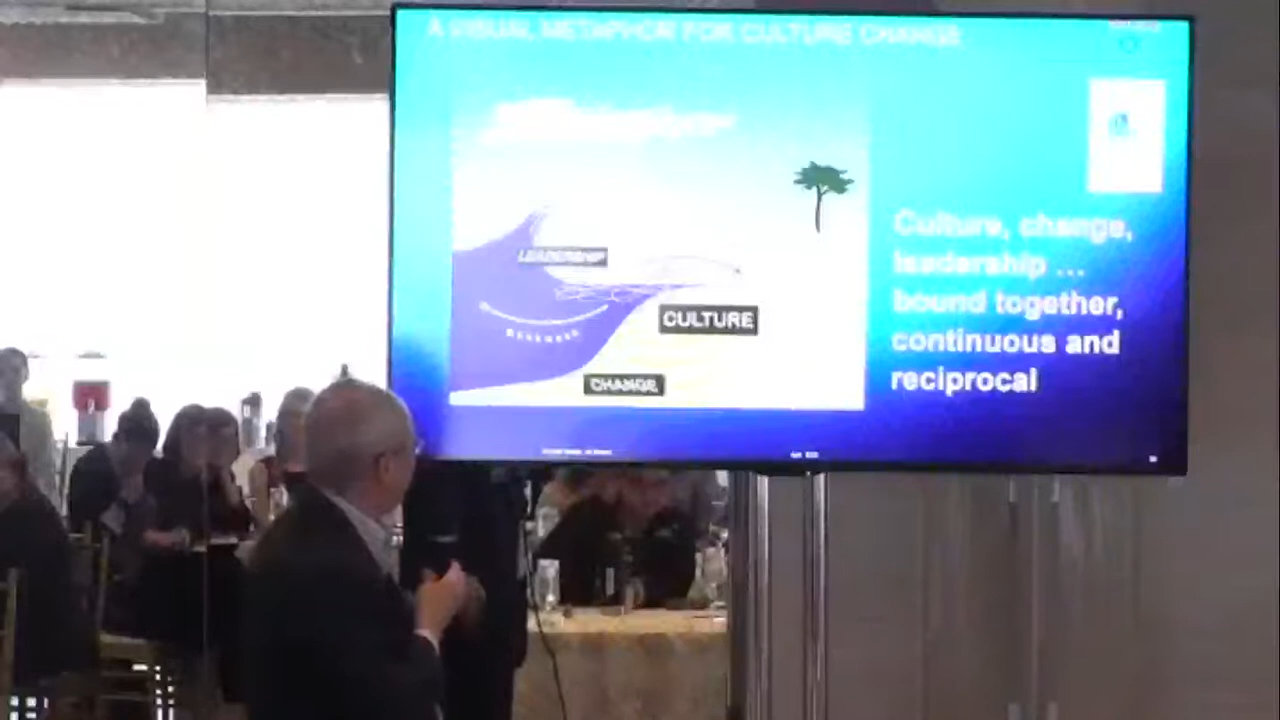 A VISUAL METAPHOR FOR CULTURE CHANGE
LEADERSHIP
CULTURE
CHANGE
Culture, change,
leadership ...
bound together,
continuous and
reciprocal